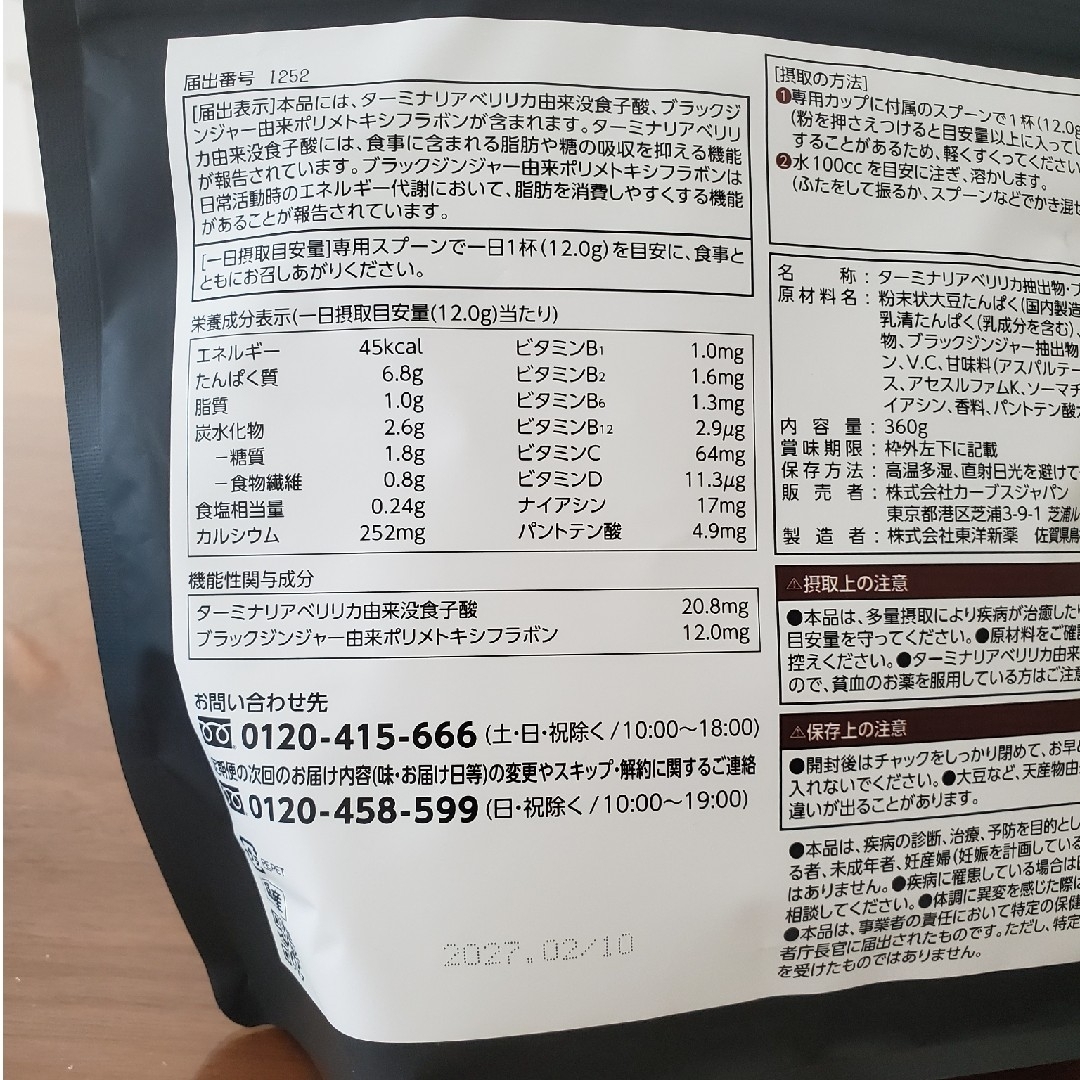 届出番号 1252
[届出表示]本品には、ターミナリアベリリカ由来没食子酸、ブラックジ
ンジャー由来ポリメトキシフラボンが含まれます。ターミナリアベリリ
カ由来没食子酸には、食事に含まれる脂肪や糖の吸収を抑える機能
が報告されています。ブラックジンジャー由来ポリメトキシフラボンは
日常活動時のエネルギー代謝において、脂肪を消費しやすくする機能
があることが報告されています。
[一日摂取目安量]専用スプーンで一日1杯(12.0g)を目安に、食事と
ともにお召しあがりください。
栄養成分表示(一日摂取目安量(12.0g)当たり)
エネルギー 45kcal ビタミンB1 1.0mg
たんぱく質 6.8g ビタミンB2 1.6mg
脂質 1.0g ビタミンB6 1.3mg
炭水化物 2.6g ビタミンB12 2.9μg
－糖質 1.8g ビタミンC 64mg
－食物繊維 0.8g ビタミンD 11.3μg
食塩相当量 0.24g ナイアシン 17mg
カルシウム 252mg パントテン酸 4.9mg
機能性関与成分
ターミナリアベリリカ由来没食子酸 20.8mg
ブラックジンジャー由来ポリメトキシフラボン 12.0mg
お問い合わせ先
0120-415-666 (土・日・祝除く/10:00〜18:00)
便の次回のお届け内容(味・お届け日等)の変更やスキップ・解約に関するご連絡
0120-458-599 (日・祝除く/10:00〜19:00)
2027.02/10
[摂取の方法]
❶専用カップに付属のスプーンで1杯(12.0g
(粉を押さえつけると目安量以上に入って
することがあるため、軽くすくってください
❷水100ccを目安に注ぎ、溶かします。
(ふたをして振るか、スプーンなどでかき混
名称:ターミナリアベリリカ抽出物・
原材料名:粉末状大豆たんぱく(国内製造
乳清たんぱく(乳成分を含む)、
物、ブラックジンジャー抽出物
ン、V.C、甘味料(アスパルテー
ス、アセスルファムK、ソーマチ
イアシン、香料、パントテン酸
内容量:360g
賞味期限:枠外左下に記載
保存方法:高温多湿、直射日光を避けて
販売者:株式会社カーブスジャパン
東京都港区芝浦3-9-1 芝浦ル
製造者:株式会社東洋新薬 佐賀県鳥
⚠摂取上の注意
●本品は、多量摂取により疾病が治癒した
目安量を守ってください。●原材料をご確
控えください。●ターミナリアベリリカ由来
ので、貧血のお薬を服用している方はご注
⚠保存上の注意
●開封後はチャックをしっかり閉めて、お早
入れないでください。●大豆など、天産物由
違いが出ることがあります。
●本品は、疾病の診断、治療、予防を目的とし
る者、未成年者、妊産婦(妊娠を計画している
はありません。●疾病に罹患している場合は
相談してください。●体調に異変を感じた際
●本品は、事業者の責任において特定の保健
者庁長官に届出されたものです。ただし、特定
を受けたものではありません。